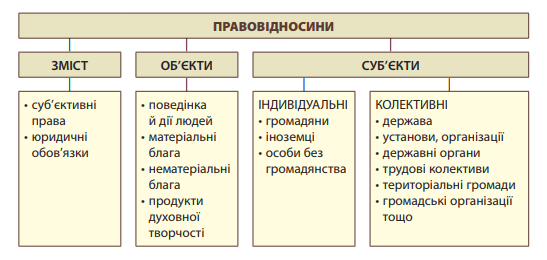 ПРАВОВІДНОСИНИ
ЗМІСТ
• суб'єктивні
права
• юридичні
обов'язки
ОБ'ЄКТИ
• поведінка
й дії людей
• матеріальні
блага
• нематеріальні
блага
• продукти
духовної
творчості
СУБ'ЄКТИ
ІНДИВІДУАЛЬНІ
• громадяни
• іноземці
• особи без
громадянства
КОЛЕКТИВНІ
• держава
• установи, організації
• державні органи
• трудові колективи
• територіальні громади
• громадські організації
тощо